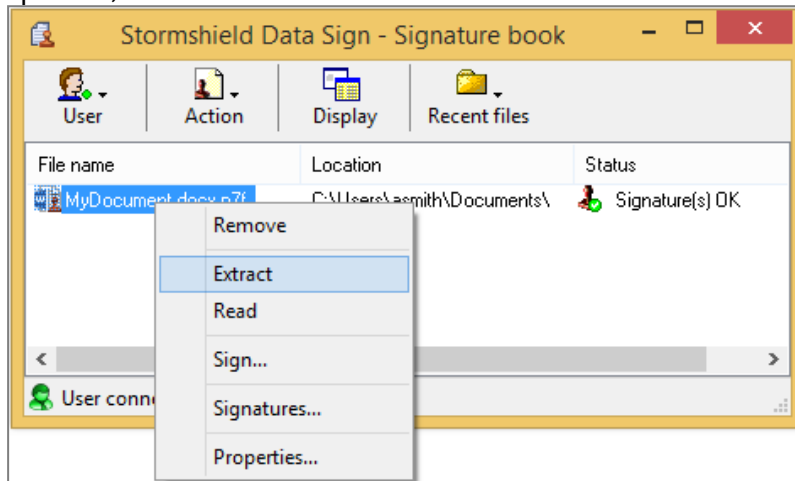 Stormshield Data Sign - Signature book
User Action Display Recent files
File name Location Status
MyDocument.docx.p7f C:\Users\asmith\Documents\ Signature(s) OK
Remove
Extract
Read
Sign...
User conne
Signatures...
Properties...